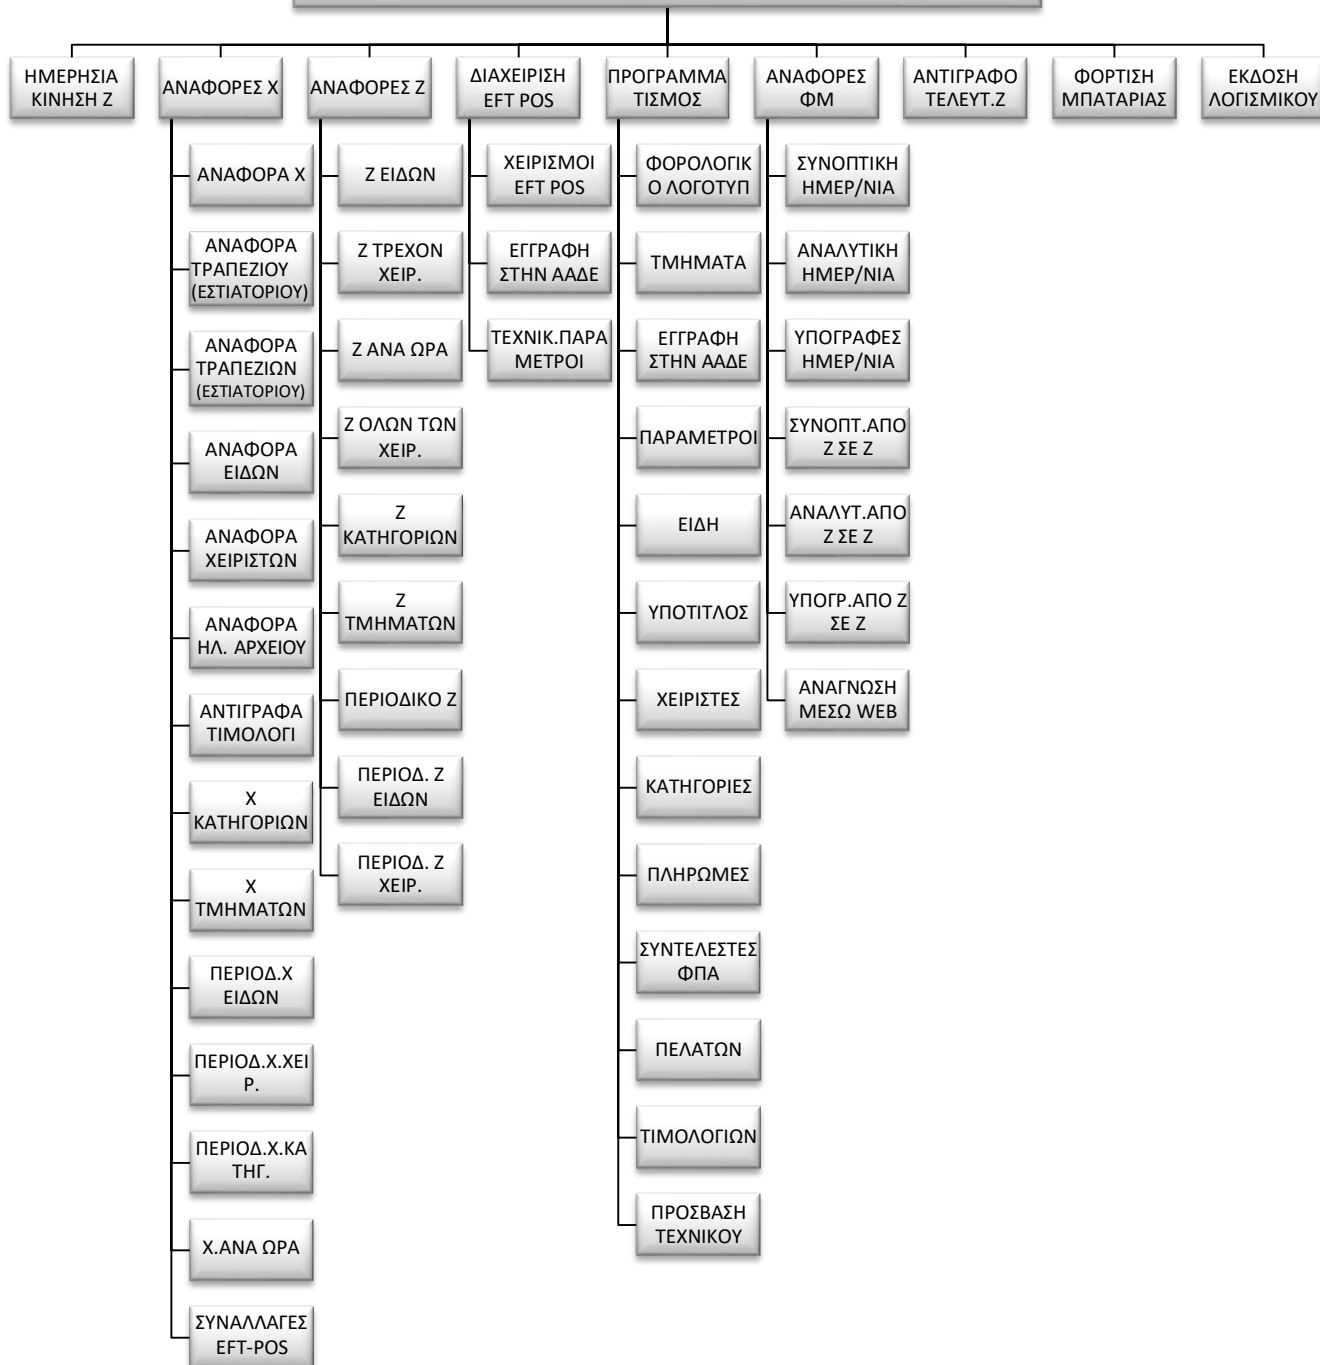 ΗΜΕΡΗΣΙΑ
ΚΙΝΗΣΗ Ζ
ΑΝΑΦΟΡΕΣ Χ
ΑΝΑΦΟΡΕΣ Ζ
ΔΙΑΧΕΙΡΙΣΗ
EFT POS
ΠΡΟΓΡΑΜΜΑ
ΤΙΣΜΟΣ
ΑΝΑΦΟΡΕΣ
ΦΜ
ΑΝΤΙΓΡΑΦΟ
ΤΕΛΕΥΤ.Ζ
ΦΟΡΤΙΣΗ
ΜΠΑΤΑΡΙΑΣ
ΕΚΔΟΣΗ
ΛΟΓΙΣΜΙΚΟΥ
ΑΝΑΦΟΡΑ Χ
ΑΝΑΦΟΡΑ
ΤΡΑΠΕΖΙΟΥ
(ΕΣΤΙΑΤΟΡΙΟΥ)
ΑΝΑΦΟΡΑ
ΤΡΑΠΕΖΙΩΝ
(ΕΣΤΙΑΤΟΡΙΟΥ)
ΑΝΑΦΟΡΑ
ΕΙΔΩΝ
ΑΝΑΦΟΡΑ
ΧΕΙΡΙΣΤΩΝ
ΑΝΑΦΟΡΑ
ΗΛ. ΑΡΧΕΙΟΥ
ΑΝΤΙΓΡΑΦΑ
ΤΙΜΟΛΟΓΙ
Χ
ΚΑΤΗΓΟΡΙΩΝ
Χ
ΤΜΗΜΑΤΩΝ
ΠΕΡΙΟΔ.Χ
ΕΙΔΩΝ
ΠΕΡΙΟΔ.Χ.ΧΕΙ
Ρ.
ΠΕΡΙΟΔ.Χ.ΚΑ
ΤΗΓ.
Χ.ΑΝΑ ΩΡΑ
ΣΥΝΑΛΛΑΓΕΣ
EFT-POS
Ζ ΕΙΔΩΝ
Ζ ΤΡΕΧΟΝ
ΧΕΙΡ.
Ζ ΑΝΑ ΩΡΑ
Ζ ΟΛΩΝ ΤΩΝ
ΧΕΙΡ.
Ζ
ΚΑΤΗΓΟΡΙΩΝ
Ζ
ΤΜΗΜΑΤΩΝ
ΠΕΡΙΟΔΙΚΟ Ζ
ΠΕΡΙΟΔ. Ζ
ΕΙΔΩΝ
ΠΕΡΙΟΔ. Ζ
ΧΕΙΡ.
ΧΕΙΡΙΣΜΟΙ
EFT POS
ΕΓΓΡΑΦΗ
ΣΤΗΝ ΑΑΔΕ
ΤΕΧΝΙΚ.ΠΑΡΑ
ΜΕΤΡΟΙ
ΦΟΡΟΛΟΓΙΚ
Ο ΛΟΓΟΤΥΠ
ΤΜΗΜΑΤΑ
ΕΓΓΡΑΦΗ
ΣΤΗΝ ΑΑΔΕ
ΠΑΡΑΜΕΤΡΟΙ
ΕΙΔΗ
ΥΠΟΤΙΤΛΟΣ
ΧΕΙΡΙΣΤΕΣ
ΚΑΤΗΓΟΡΙΕΣ
ΠΛΗΡΩΜΕΣ
ΣΥΝΤΕΛΕΣΤΕΣ
ΦΠΑ
ΠΕΛΑΤΩΝ
ΤΙΜΟΛΟΓΙΩΝ
ΠΡΟΣΒΑΣΗ
ΤΕΧΝΙΚΟΥ
ΣΥΝΟΠΤΙΚΗ
ΗΜΕΡ/ΝΙΑ
ΑΝΑΛΥΤΙΚΗ
ΗΜΕΡ/ΝΙΑ
ΥΠΟΓΡΑΦΕΣ
ΗΜΕΡ/ΝΙΑ
ΣΥΝΟΠΤ.ΑΠΟ
Ζ ΣΕ Ζ
ΑΝΑΛΥΤ.ΑΠΟ
Ζ ΣΕ Ζ
ΥΠΟΓΡ.ΑΠΟ Ζ
ΣΕ Ζ
ΑΝΑΓΝΩΣΗ
ΜΕΣΩ WEB